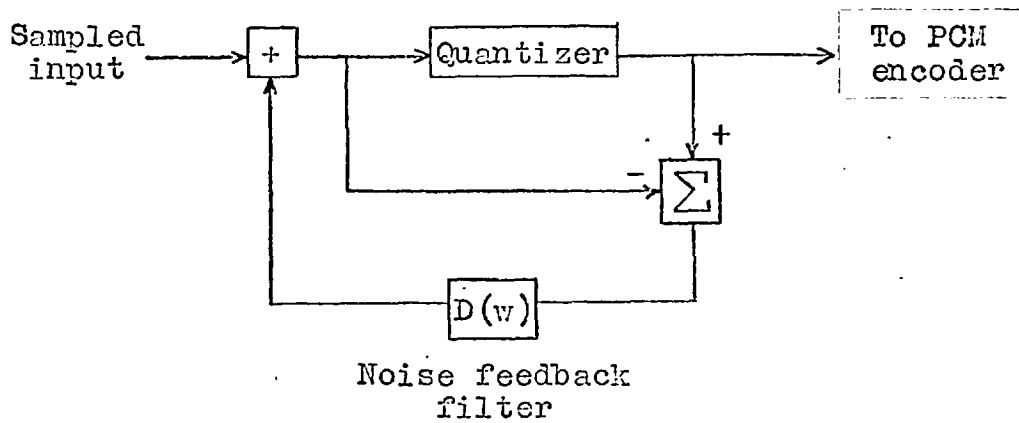 Sampled
input
+
Quantizer
To PCM
encoder
+
-
Σ
D(w)
Noise feedback
filter